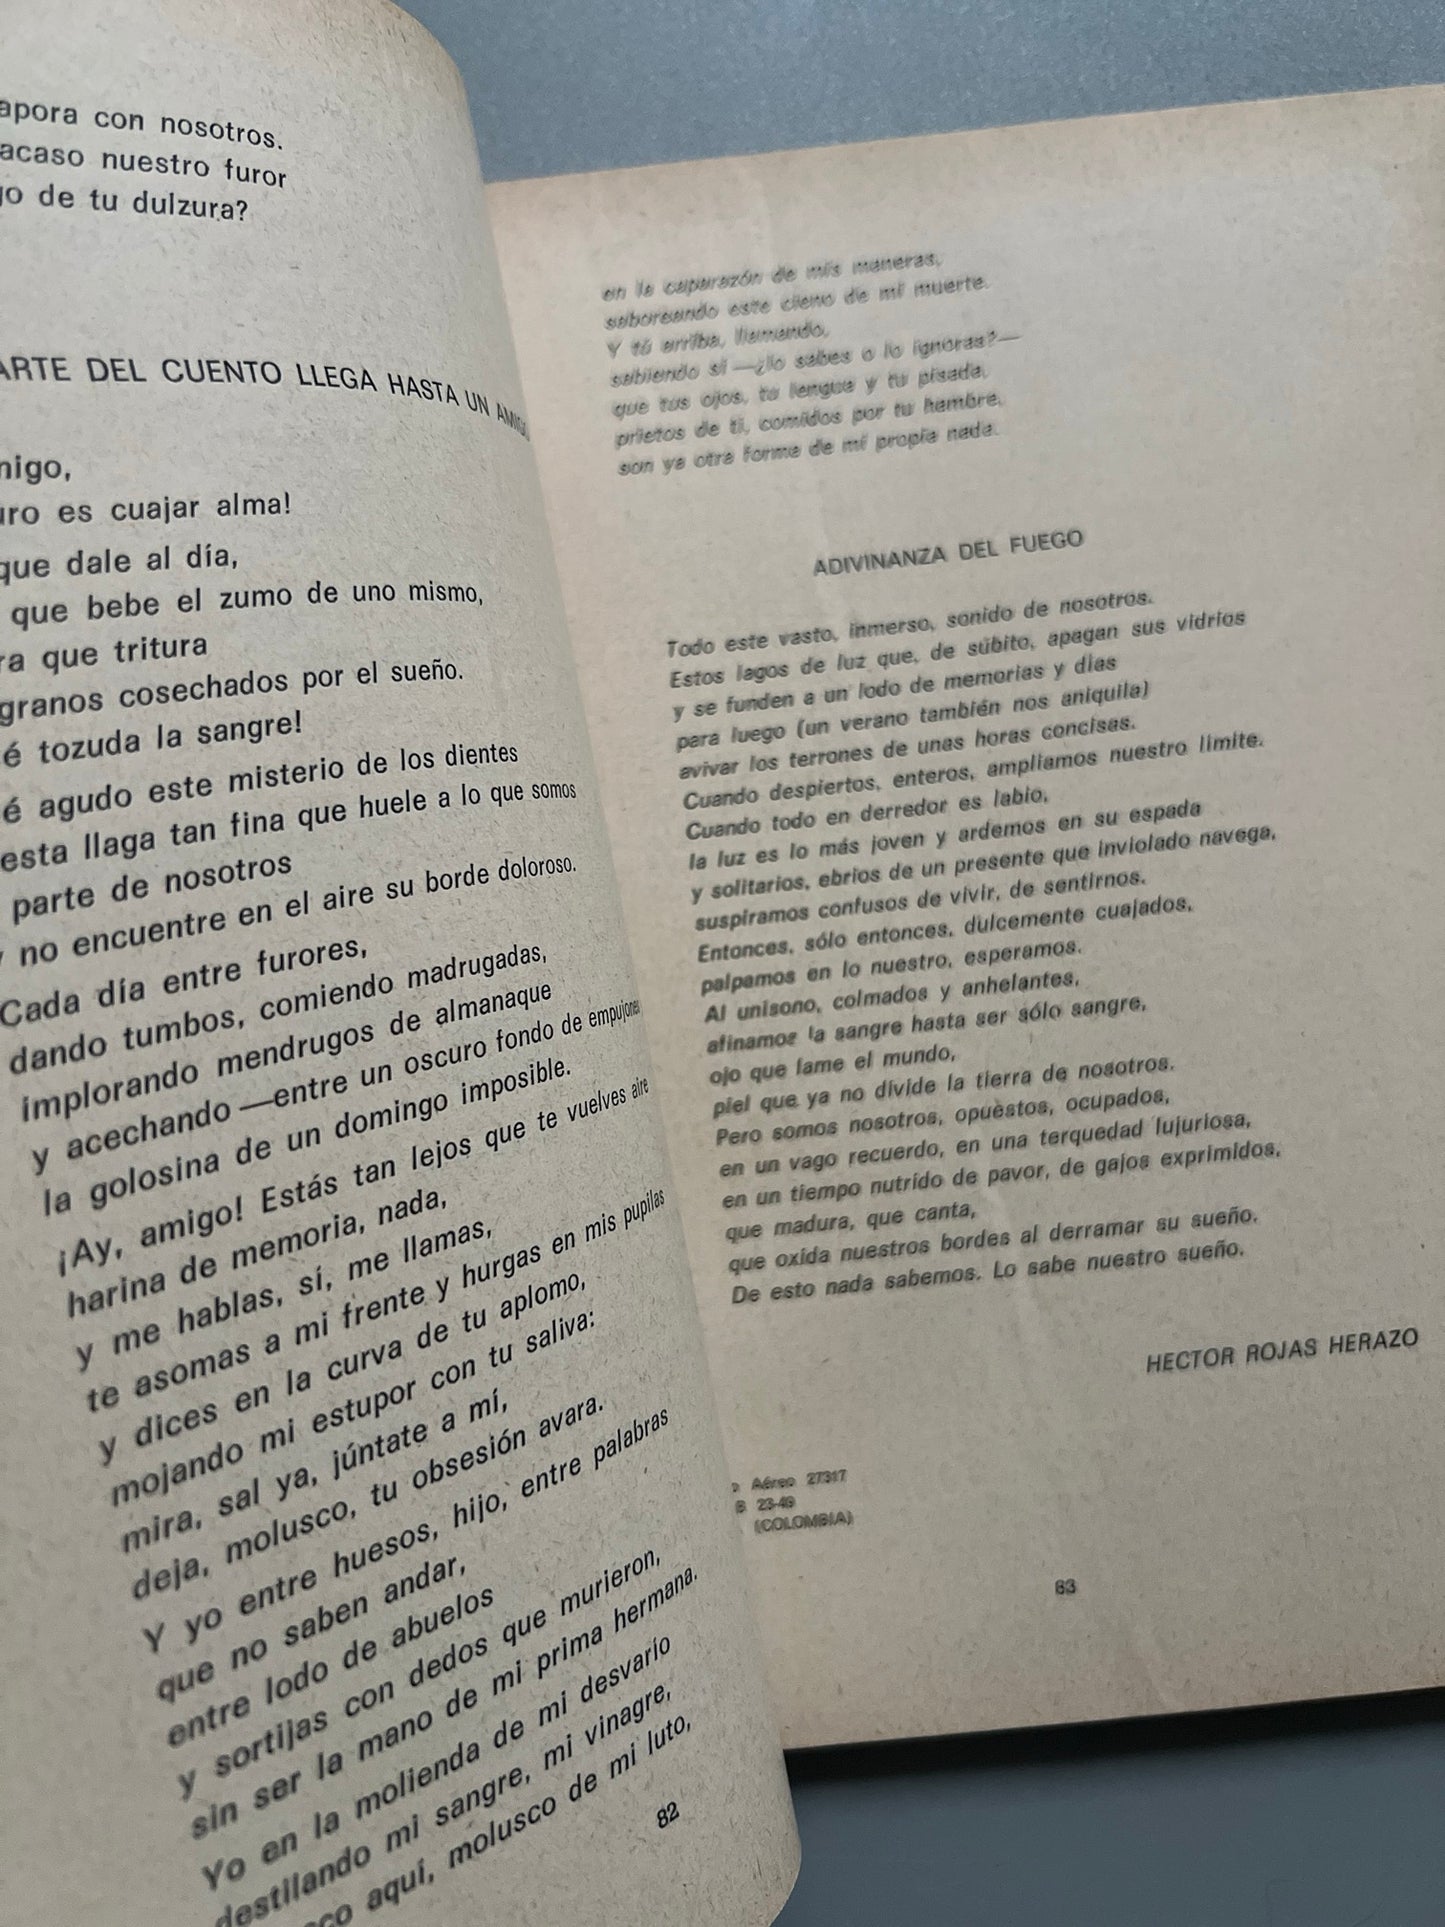 con nosotros.
acaso nuestro furor
de tu dulzura?
DEL CUENTO LLEGA HASTA UN AMIGO
es cuajar alma!
que dale al día,
que bebe el zumo de uno mismo,
que tritura
granos cosechados por el sueño.
tozuda la sangre!
agudo este misterio de los dientes
esta llaga tan fina que huele a lo que somos
parte de nosotros
y no encuentre en el aire su borde doloroso.
Cada día entre furores,
dando tumbos, comiendo madrugadas,
implorando mendrugos de almanaque
y acechando —entre un oscuro fondo de empujones
la golosina de un domingo imposible.
¡Ay, amigo! Estás tan lejos que te vuelves aire
harina de memoria, nada,
y me hablas, sí, me llamas,
te asomas a mi frente y hurgas en mis pupilas
y dices en la curva de tu aplomo,
mojando mi estupor con tu saliva:
mira, sal ya, júntate a mí,
deja, molusco, tu obsesión avara.
Y yo entre huesos, hijo, entre palabras
que no saben andar,
entre lodo de abuelos
y sortijas con dedos que murieron,
sin ser la mano de mi prima hermana.
Yo en la molienda de mi desvarío
destilando mi sangre, mi vinagre,
aquí, molusco de mi luto,
82
en la caparazón de mis maneras,
saboreando este cieno de mi muerte.
Y tú arriba, llamando,
sabiendo sí —¿lo sabes o lo ignoras?—
que tus ojos, tu lengua y tu pisada,
prietos de ti, comidos por tu hambre,
son ya otra forma de mi propia nada.
ADIVINANZA DEL FUEGO
Todo este vasto, inmerso, sonido de nosotros.
Estos lagos de luz que, de súbito, apagan sus vidrios
y se funden a un lodo de memorias y días
para luego (un verano también nos aniquila)
avivar los terrones de unas horas concisas.
Cuando despiertos, enteros, ampliamos nuestro límite.
Cuando todo en derredor es labio,
la luz es lo más joven y ardemos en su espada
y solitarios, ebrios de un presente que inviolado navega,
suspiramos confusos de vivir, de sentirnos.
Entonces, sólo entonces, dulcemente cuajados,
palpamos en lo nuestro, esperamos.
Al unísono, colmados y anhelantes,
afinamos la sangre hasta ser sólo sangre,
ojo que lame el mundo,
piel que ya no divide la tierra de nosotros.
Pero somos nosotros, opuestos, ocupados,
en un vago recuerdo, en una terquedad lujuriosa,
en un tiempo nutrido de pavor, de gajos exprimidos,
que madura, que canta,
que oxida nuestros bordes al derramar su sueño.
De esto nada sabemos. Lo sabe nuestro sueño.
HECTOR ROJAS HERAZO
Aéreo 27317
23-49
(COLOMBIA)
83